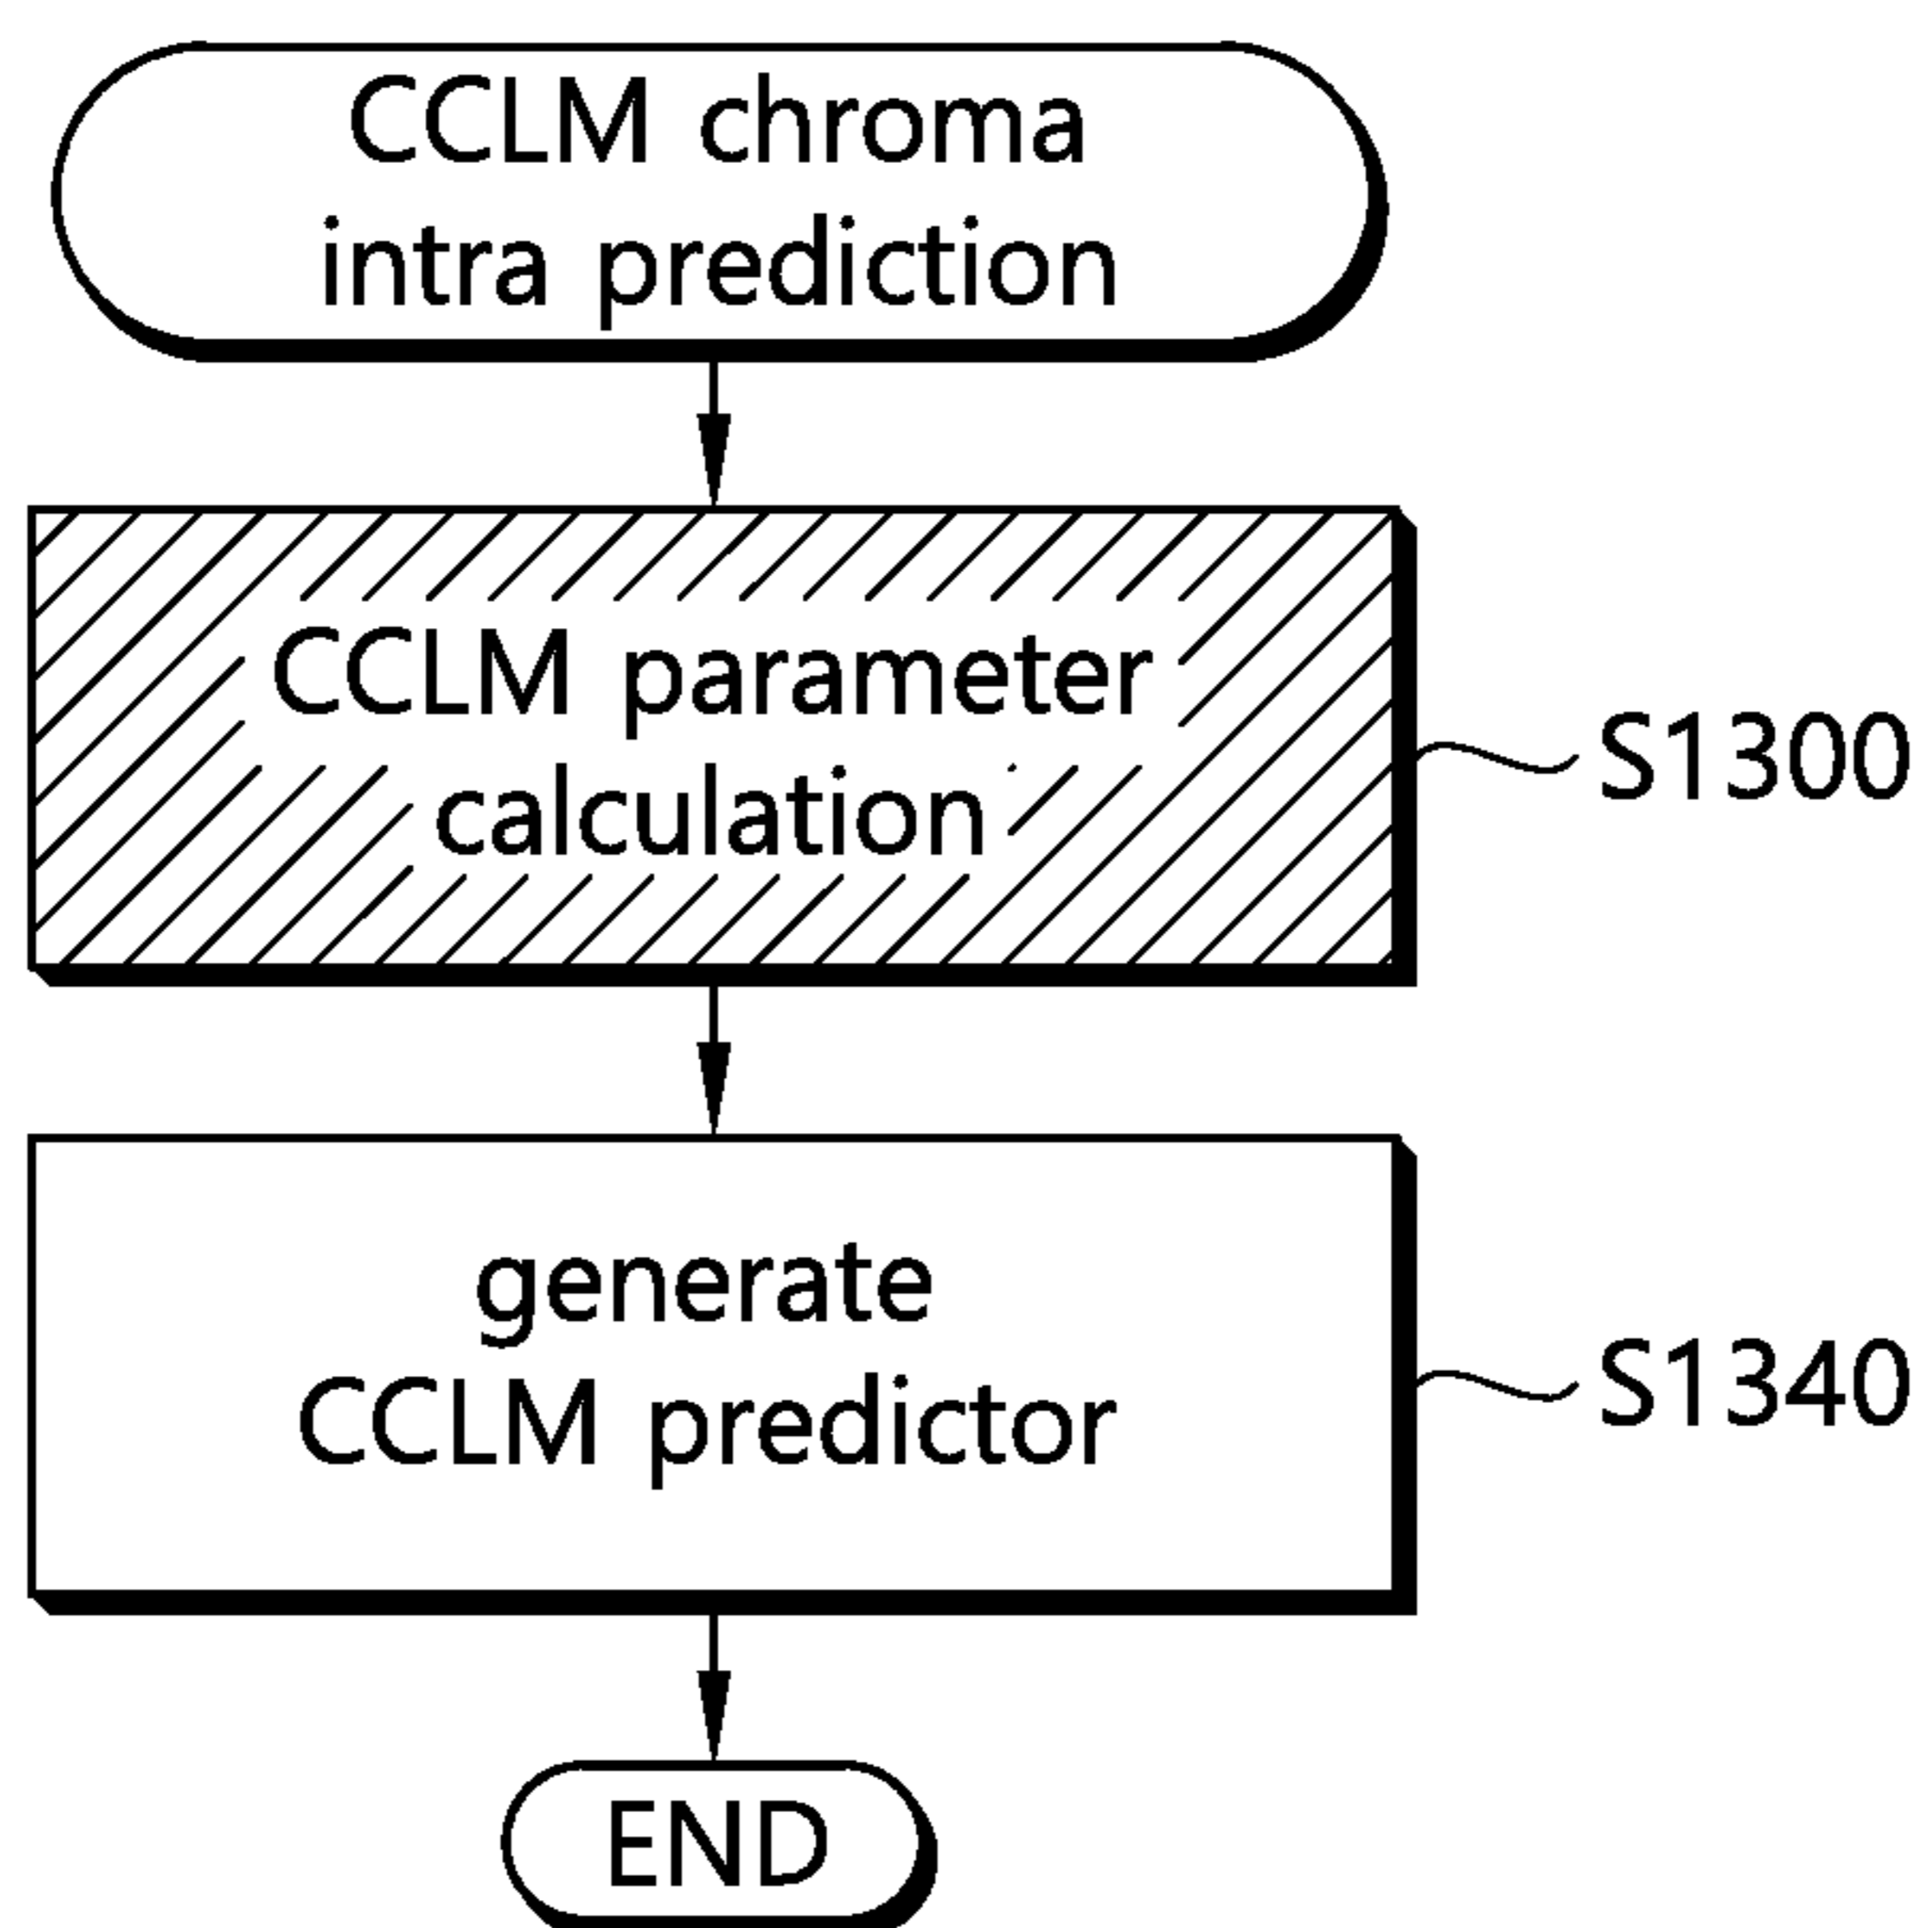 CCLM chroma
intra prediction
CCLM parameter
calculation
S1300
generate
CCLM predictor
S1340
END